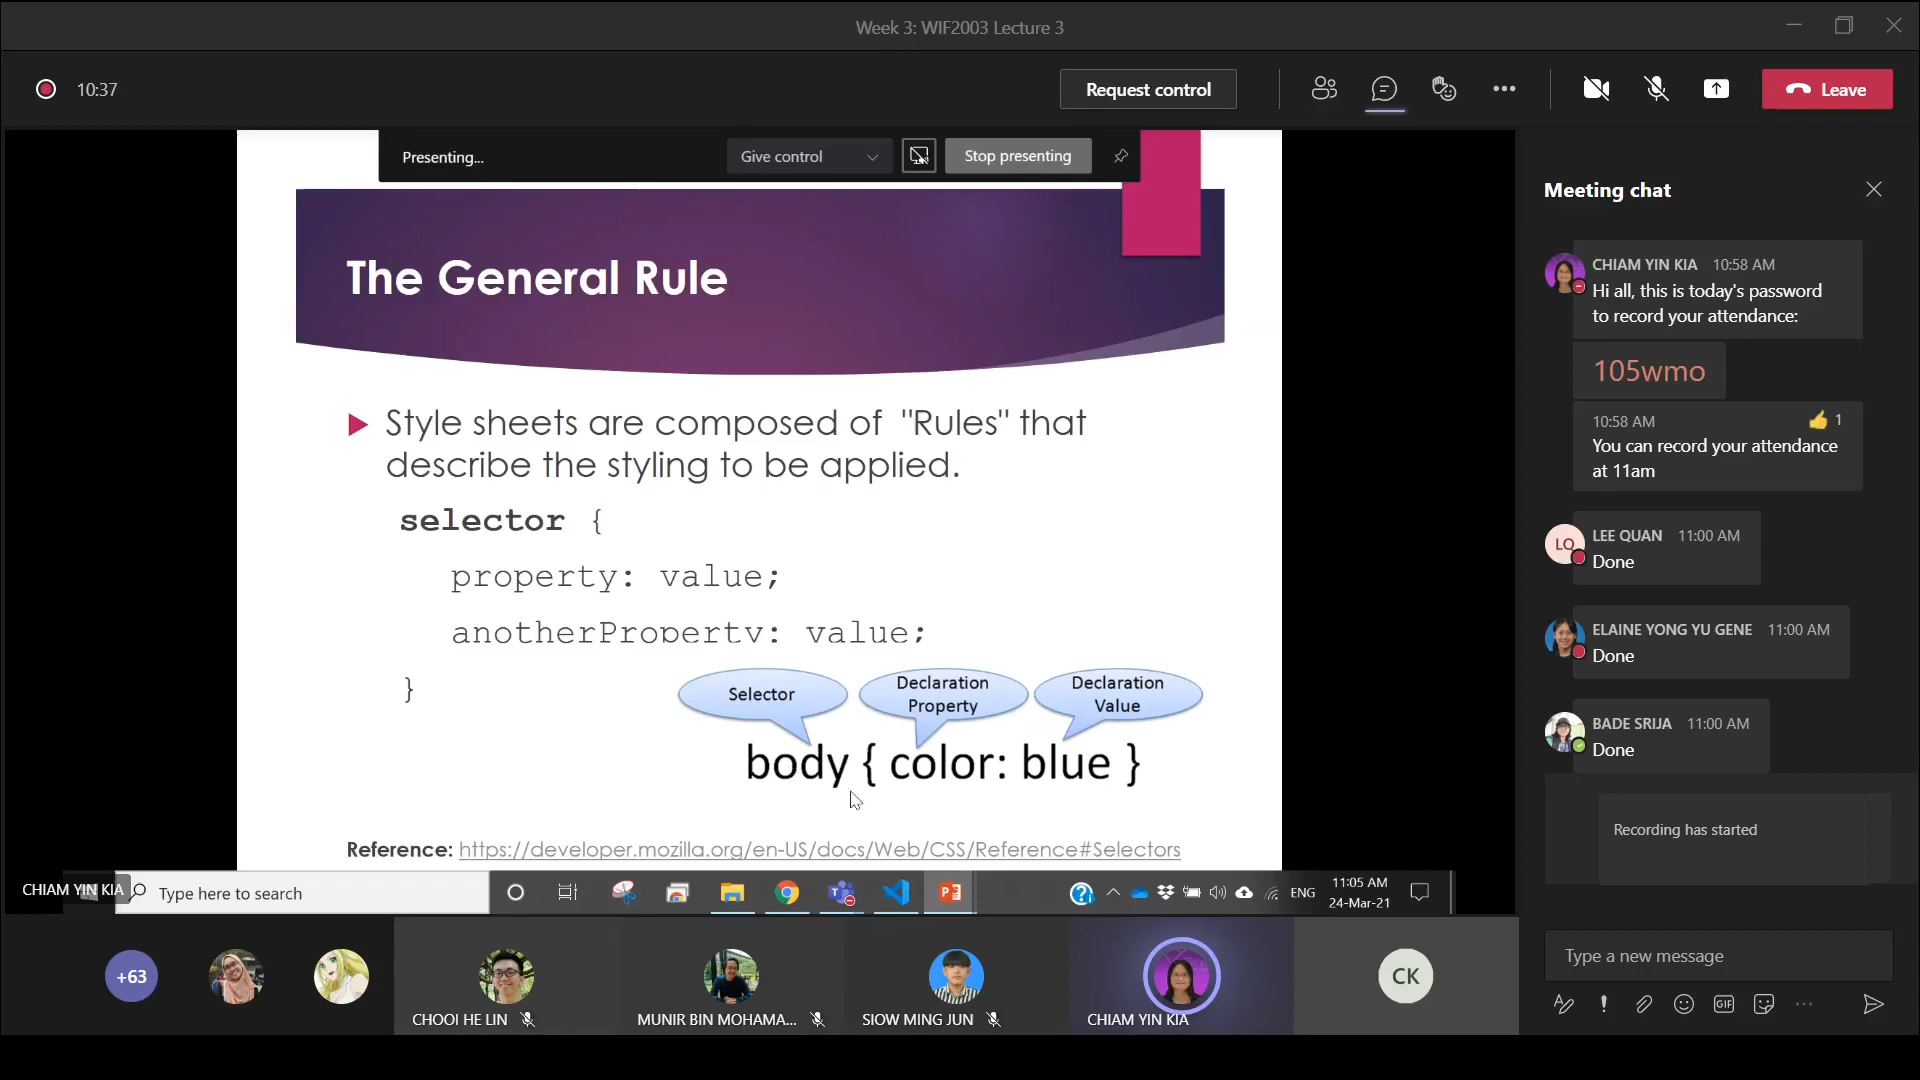 Week 3: WIF2003 Lecture 3
10:37
Request control
Leave
Presenting...
Give control
Stop presenting
The General Rule
Style sheets are composed of "Rules" that
describe the styling to be applied.
selector {
property: value;
anotherProperty: value;
}
Selector
Declaration
Property
Declaration
Value
body { color: blue }
Reference: https://developer.mozilla.org/en-US/docs/Web/CSS/Reference#Selectors
CHIAM YIN KIA
Type here to search
ENG
11:05 AM
24-Mar-21
+63
CHOOI HE LIN
MUNIR BIN MOHAMA...
SIOW MING JUN
CHIAM YIN KIA
CK
Meeting chat
CHIAM YIN KIA 10:58 AM
Hi all, this is today's password
to record your attendance:
105wmo
10:58 AM 1
You can record your attendance
at 11am
LQ
LEE QUAN 11:00 AM
Done
ELAINE YONG YU GENE 11:00 AM
Done
BADE SRIJA 11:00 AM
Done
Recording has started
Type a new message
GIF